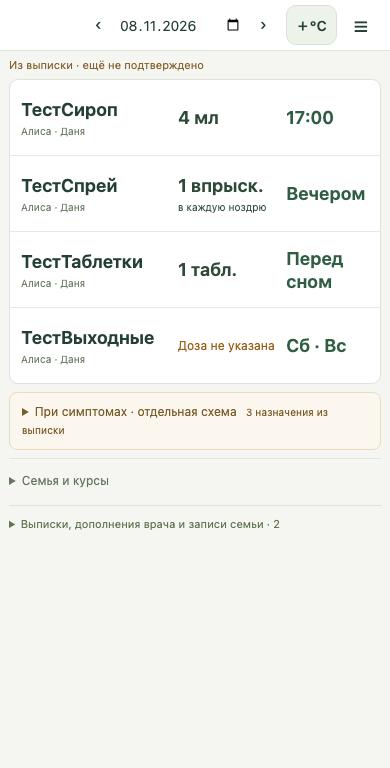 ‹ 08.11.2026 › +°C ≡
Из выписки · ещё не подтверждено
ТестСироп 4 мл 17:00
Алиса · Даня
ТестСпрей 1 впрыск. Вечером
Алиса · Даня в каждую ноздрю
ТестТаблетки 1 табл. Перед сном
Алиса · Даня
ТестВыходные Доза не указана Сб · Вс
Алиса · Даня
▶ При симптомах · отдельная схема 3 назначения из
выписки
▶ Семья и курсы
▶ Выписки, дополнения врача и записи семьи · 2